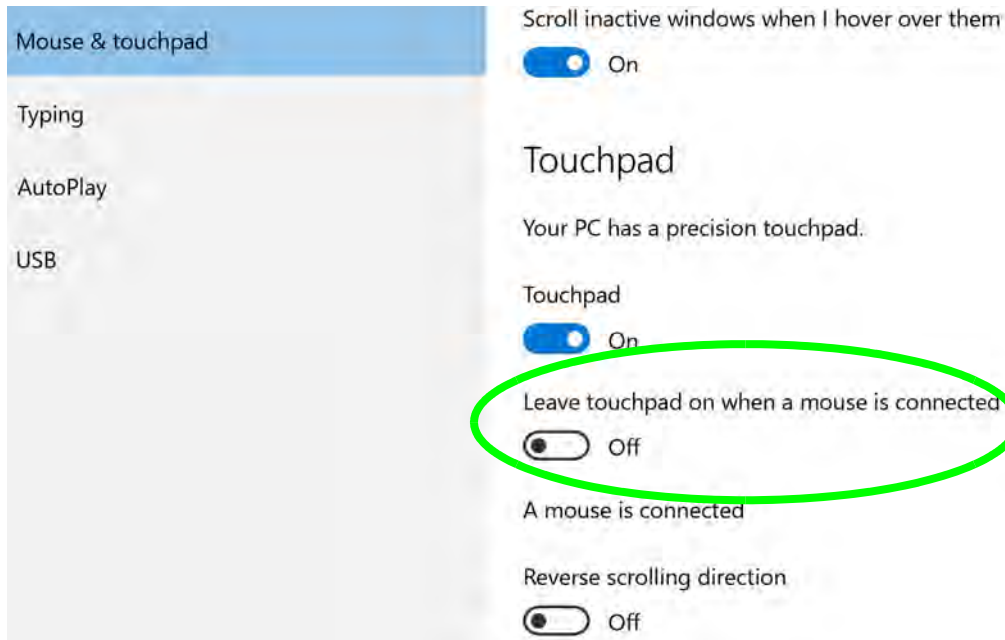 Mouse & touchpad
Typing
AutoPlay
USB
Scroll inactive windows when I hover over them
On
Touchpad
Your PC has a precision touchpad.
Touchpad
On
Leave touchpad on when a mouse is connected
Off
A mouse is connected
Reverse scrolling direction
Off